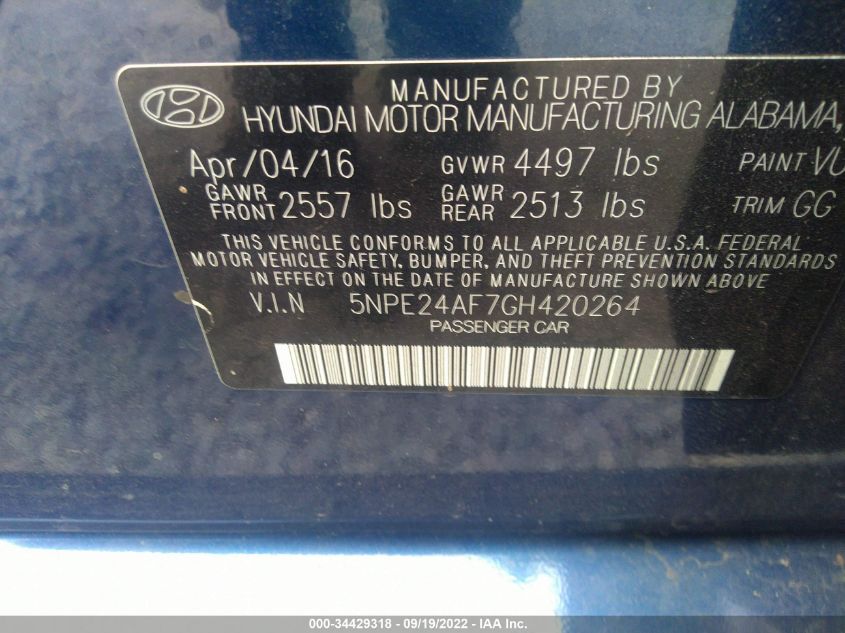 MANUFACTURED BY
HYUNDAI MOTOR MANUFACTURING ALABAMA,
Apr/04/16 GVWR 4497 lbs PAINT VU
GAWR FRONT 2557 lbs GAWR REAR 2513 lbs TRIM GG
THIS VEHICLE CONFORMS TO ALL APPLICABLE U.S.A. FEDERAL
MOTOR VEHICLE SAFETY, BUMPER, AND THEFT PREVENTION STANDARDS
IN EFFECT ON THE DATE OF MANUFACTURE SHOWN ABOVE
V.I.N 5NPE24AF7GH420264
PASSENGER CAR
000-34429318 - 09/19/2022 - IAA Inc.